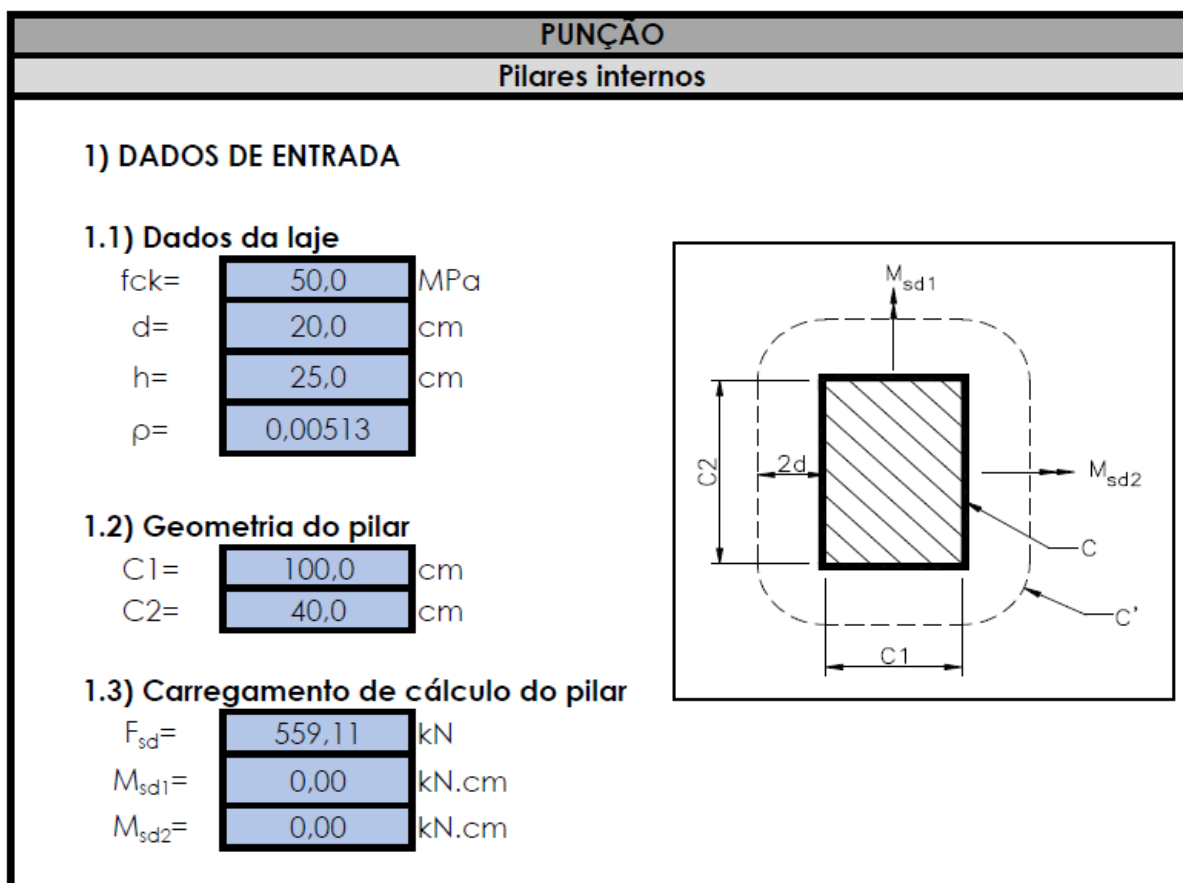 PUNÇÃO
Pilares internos
1) DADOS DE ENTRADA
1.1) Dados da laje
fck= 50,0 MPa
d= 20,0 cm
h= 25,0 cm
ρ= 0,00513
1.2) Geometria do pilar
C1= 100,0 cm
C2= 40,0 cm
1.3) Carregamento de cálculo do pilar
Fsd= 559,11 kN
Msd1= 0,00 kN.cm
Msd2= 0,00 kN.cm
Msd1
C2
2d
Msd2
C
C'
C1